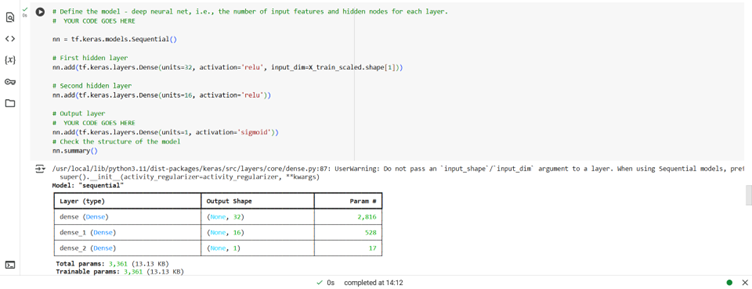 0s
# Define the model - deep neural net, i.e., the number of input features and hidden nodes for each layer.
#  YOUR CODE GOES HERE
nn = tf.keras.models.Sequential()
# First hidden layer
nn.add(tf.keras.layers.Dense(units=32, activation='relu', input_dim=X_train_scaled.shape[1]))
# Second hidden layer
nn.add(tf.keras.layers.Dense(units=16, activation='relu'))
# Output layer
#  YOUR CODE GOES HERE
nn.add(tf.keras.layers.Dense(units=1, activation='sigmoid'))
# Check the structure of the model
nn.summary()
/usr/local/lib/python3.11/dist-packages/keras/src/layers/core/dense.py:87: UserWarning: Do not pass an `input_shape`/`input_dim` argument to a layer. When using Sequential models,
super().__init__(activity_regularizer=activity_regularizer, **kwargs)
Model: "sequential"
Layer (type) Output Shape Param #
dense (Dense) (None, 32) 2,816
dense_1 (Dense) (None, 16) 528
dense_2 (Dense) (None, 1) 17
Total params: 3,361 (13.13 KB)
Trainable params: 3,361 (13.13 KB)
0s completed at 14:12